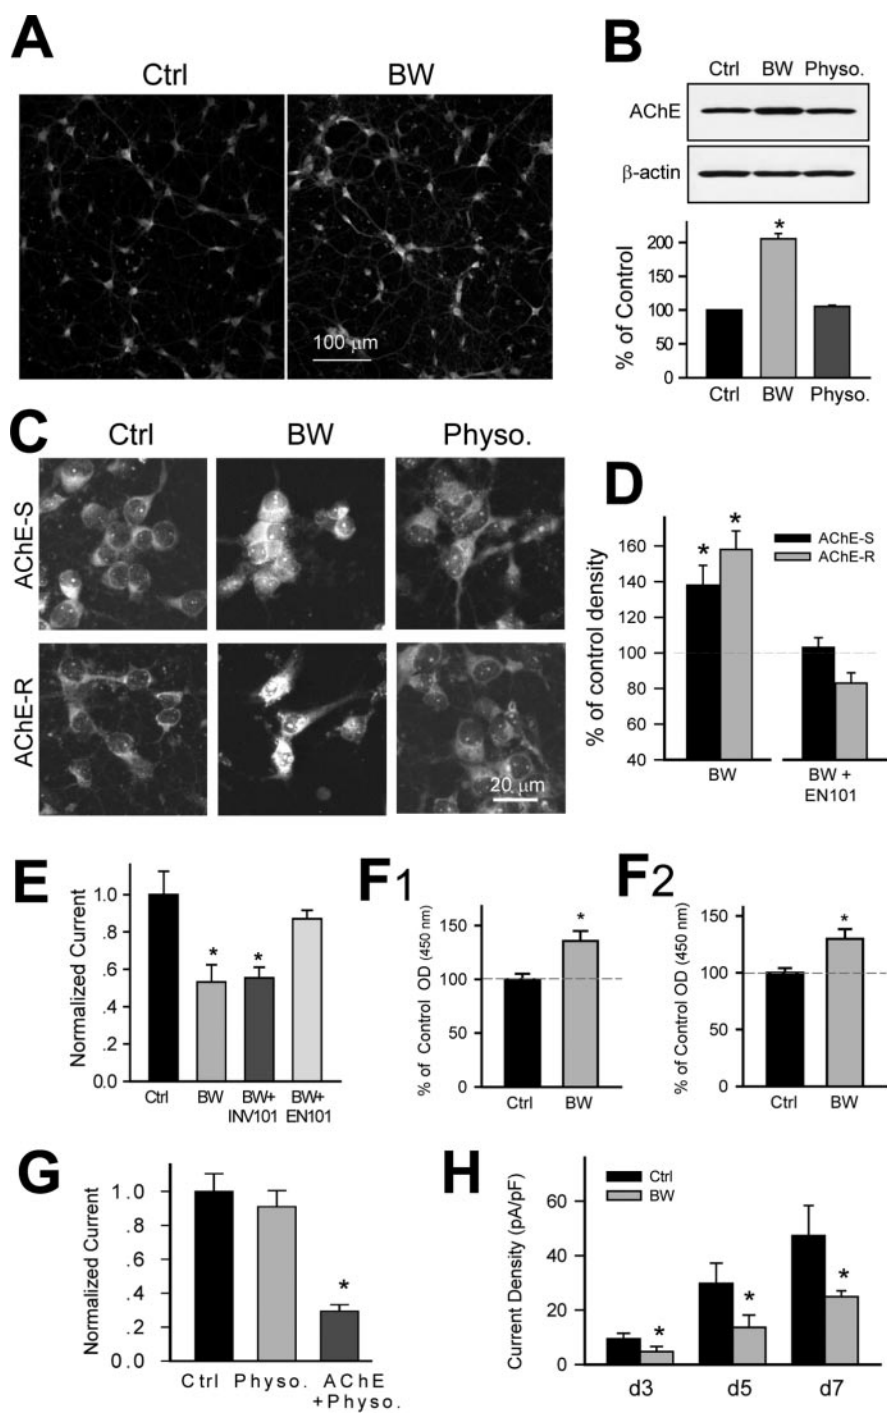 A
Ctrl
BW
100 μm
B
Ctrl BW Physo.
AChE
β-actin
% of Control
200
150
100
50
0
*
Ctrl BW Physo.
C
Ctrl BW Physo.
AChE-S
AChE-R
20 μm
D
% of control density
160
140
120
100
80
60
40
* *
AChE-S
AChE-R
BW
BW +
EN101
E
Normalized Current
1.0
.8
.6
.4
.2
0.0
* *
Ctrl BW BW+ BW+
INV101 EN101
F1
% of Control OD (450 nm)
150
100
50
0
*
Ctrl BW
F2
% of Control OD (450 nm)
150
100
50
0
*
Ctrl BW
G
Normalized Current
1.0
.8
.6
.4
.2
0.0
*
Ctrl Physo. AChE
+Physo.
H
Current Density (pA/pF)
60
40
20
0
Ctrl
BW
* * *
d3 d5 d7